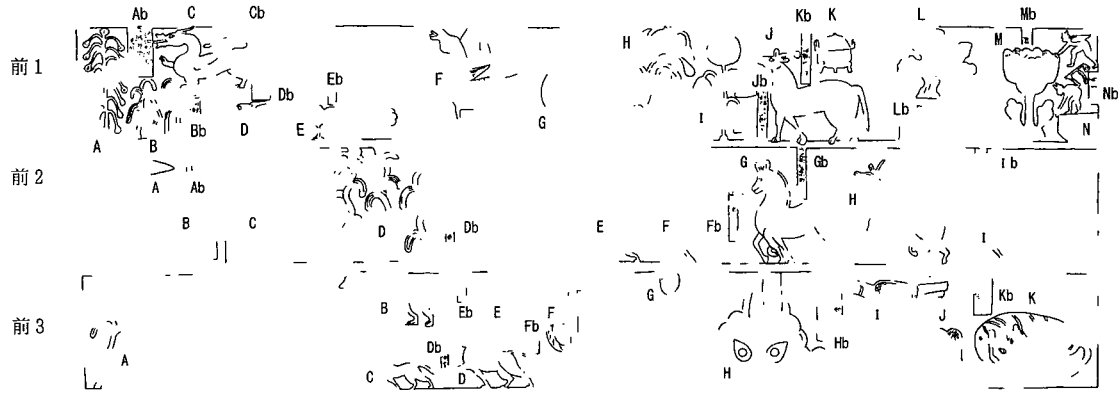 Ab C Cb H J Kb K L M Mb
前1 Eb F Jb
Db Nb
A B Bb D E G I Lb N
前2 A Ab G Gb H Ib
B C D Db E F Fb I
前3 B Eb E Fb F G I J Kb K
A Db Hb
C D H